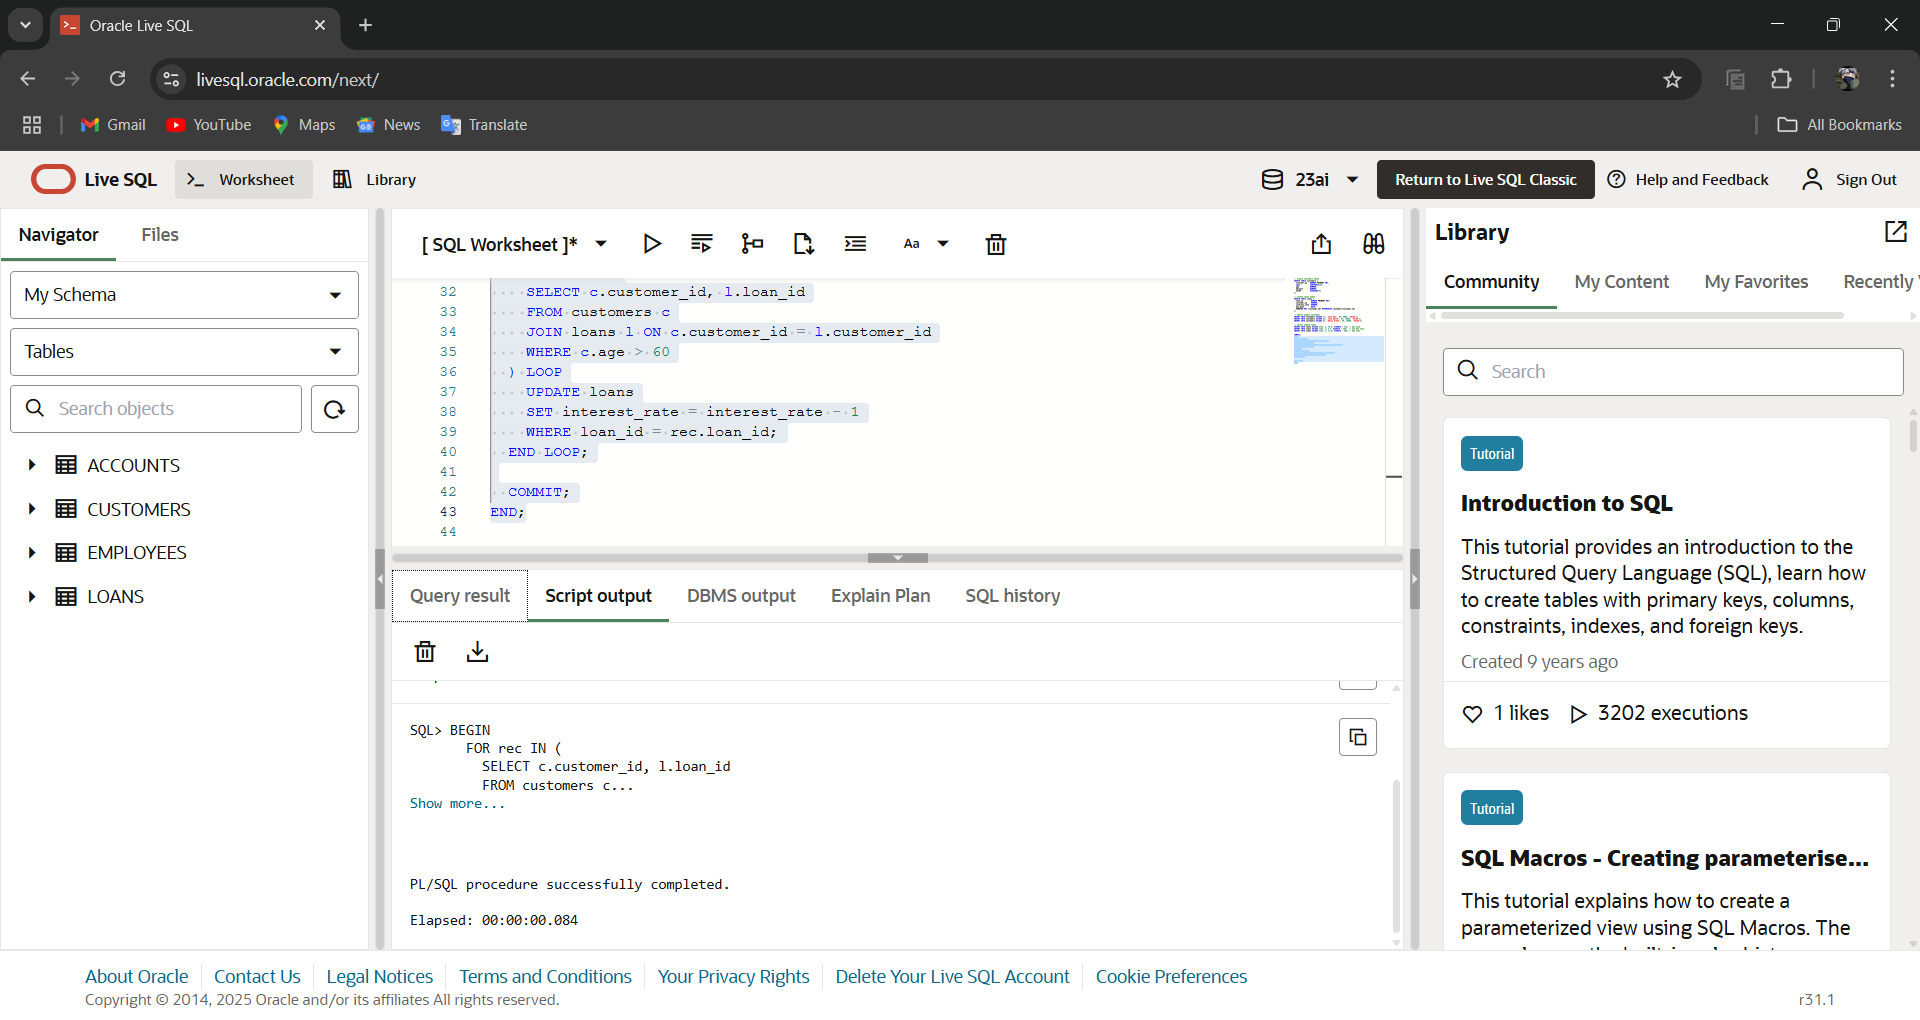 Oracle Live SQL
livesql.oracle.com/next/
Gmail
YouTube
Maps
News
Translate
All Bookmarks
Live SQL
Worksheet
Library
23ai
Return to Live SQL Classic
Help and Feedback
Sign Out
Navigator
Files
My Schema
Tables
Search objects
ACCOUNTS
CUSTOMERS
EMPLOYEES
LOANS
[ SQL Worksheet ]*
Aa
32 SELECT c.customer_id, l.loan_id
33 FROM customers c
34 JOIN loans l ON c.customer_id = l.customer_id
35 WHERE c.age > 60
36 ) LOOP
37 UPDATE loans
38 SET interest_rate = interest_rate - 1
39 WHERE loan_id = rec.loan_id;
40 END LOOP;
41
42 COMMIT;
43 END;
44
Query result
Script output
DBMS output
Explain Plan
SQL history
SQL> BEGIN
FOR rec IN (
SELECT c.customer_id, l.loan_id
FROM customers c...
Show more...
PL/SQL procedure successfully completed.
Elapsed: 00:00:00.084
Library
Community
My Content
My Favorites
Recently
Search
Tutorial
Introduction to SQL
This tutorial provides an introduction to the
Structured Query Language (SQL), learn how
to create tables with primary keys, columns,
constraints, indexes, and foreign keys.
Created 9 years ago
1 likes
3202 executions
Tutorial
SQL Macros - Creating parameterise...
This tutorial explains how to create a
parameterized view using SQL Macros. The
About Oracle
Contact Us
Legal Notices
Terms and Conditions
Your Privacy Rights
Delete Your Live SQL Account
Cookie Preferences
Copyright © 2014, 2025 Oracle and/or its affiliates All rights reserved.
r31.1